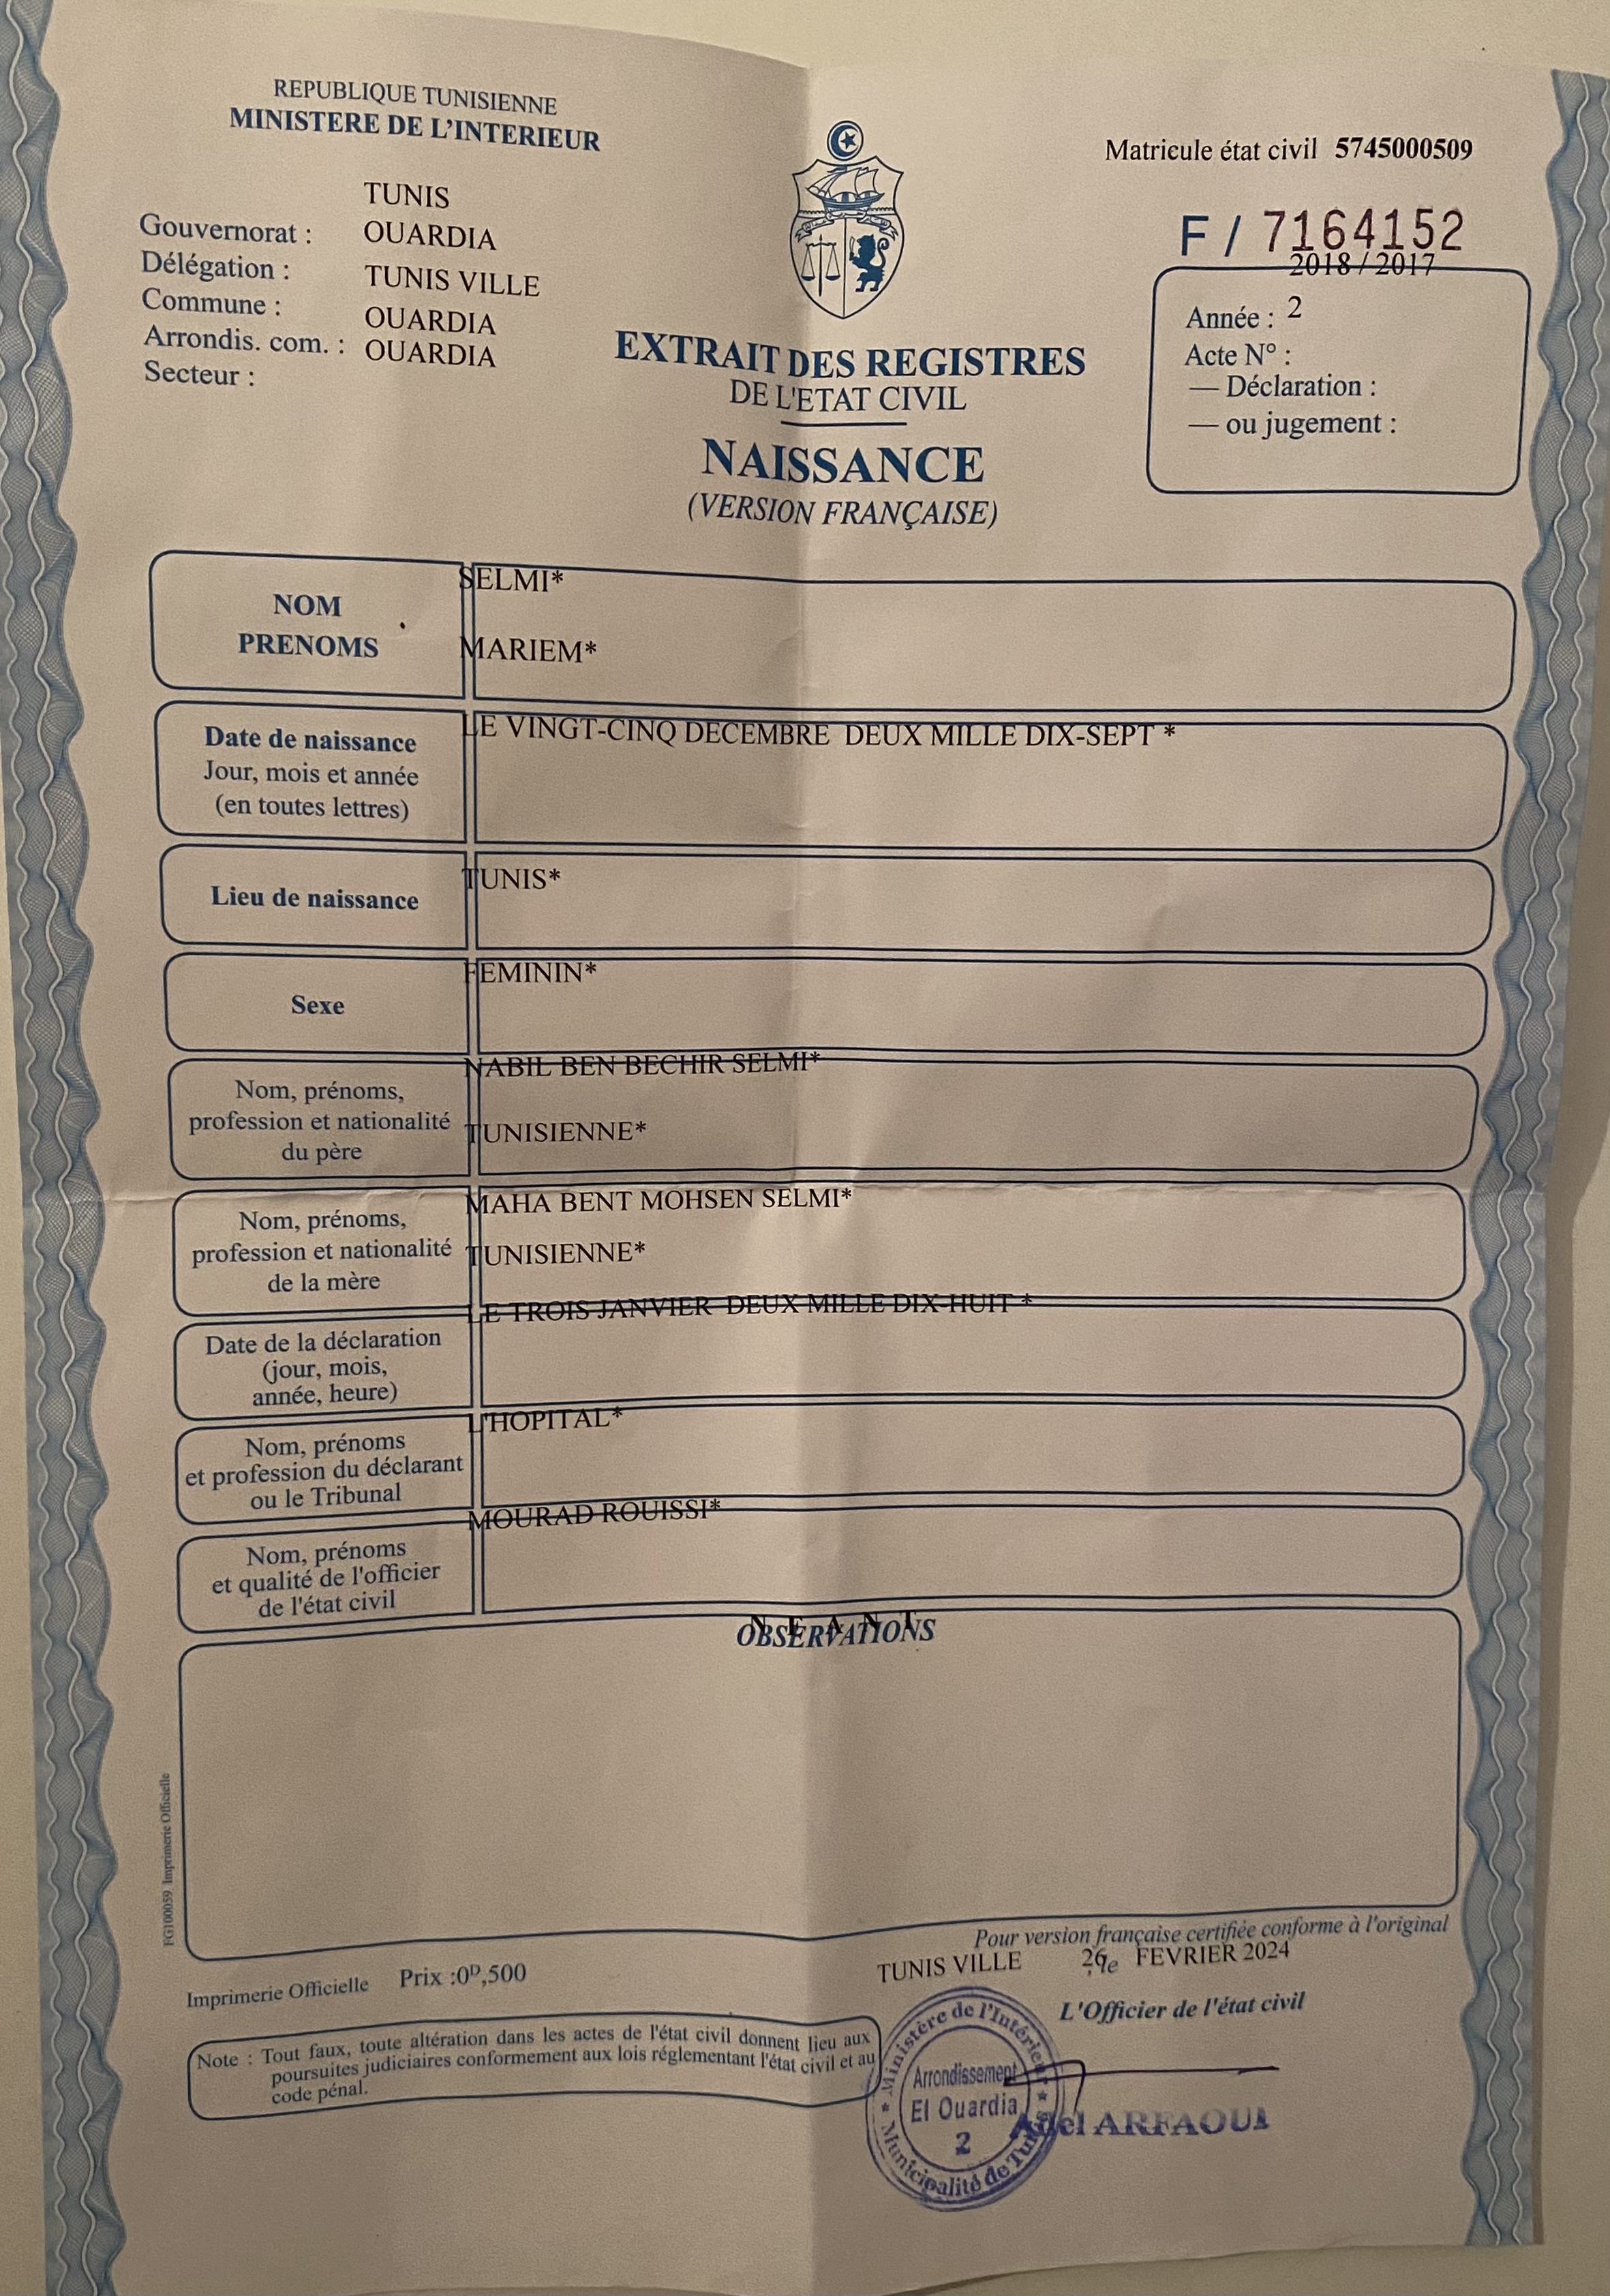 REPUBLIQUE TUNISIENNE
MINISTERE DE L'INTERIEUR
TUNIS
Gouvernorat : OUARDIA
Délégation : TUNIS VILLE
Commune : OUARDIA
Arrondis. com. : OUARDIA
Secteur :
Matricule état civil 5745000509
F / 7164152
2018 / 2017
Année : 2
Acte N° :
— Déclaration :
— ou jugement :
EXTRAIT DES REGISTRES
DE L'ETAT CIVIL
NAISSANCE
(VERSION FRANÇAISE)
SELMI*
NOM
PRENOMS
MARIEM*
LE VINGT-CINQ DECEMBRE DEUX MILLE DIX-SEPT *
Date de naissance
Jour, mois et année
(en toutes lettres)
TUNIS*
Lieu de naissance
FEMININ*
Sexe
NABIL BEN BECHIR SELMI*
Nom, prénoms,
profession et nationalité
du père
TUNISIENNE*
MAHA BENT MOHSEN SELMI*
Nom, prénoms,
profession et nationalité
de la mère
TUNISIENNE*
LE TROIS JANVIER DEUX MILLE DIX-HUIT *
Date de la déclaration
(jour, mois,
année, heure)
L'HOPITAL*
Nom, prénoms
et profession du déclarant
ou le Tribunal
MOURAD ROUISSI*
Nom, prénoms
et qualité de l'officier
de l'état civil
N E A N T
OBSERVATIONS
FG100059 Imprimerie Officielle
Pour version française certifiée conforme à l'original
TUNIS VILLE , le 26 FEVRIER 2024
Imprimerie Officielle Prix :0ᴰ,500
L'Officier de l'état civil
Note : Tout faux, toute altération dans les actes de l'état civil donnent lieu aux
poursuites judiciaires conformement aux lois réglementant l'état civil et au
code pénal.
Ministère de l'Intérieur
Arrondissement
El Ouardia
2
Municipalité de Tunis
Adel ARFAOUI